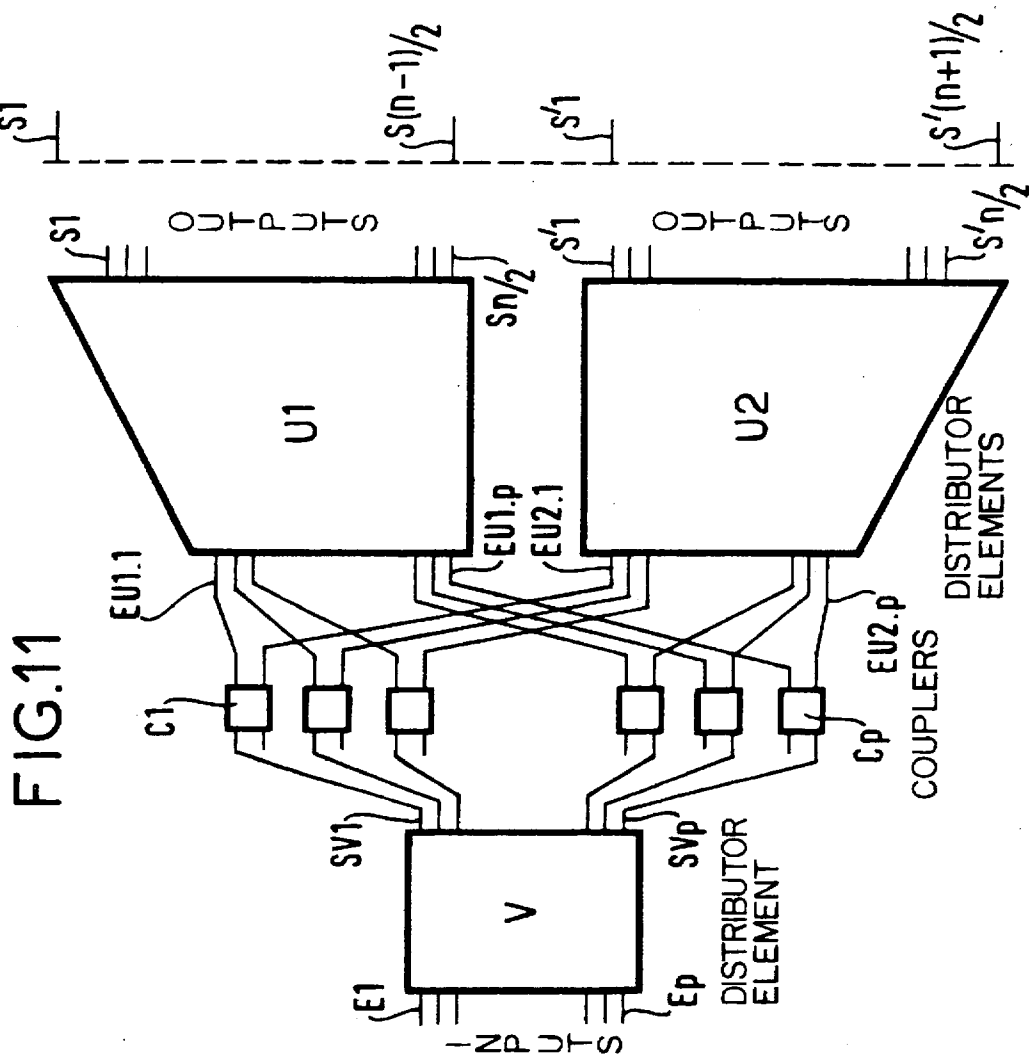 FIG.11
S1
S(n-1)/2
S'1
S'(n+1)/2
S1
OUTPUTS
Sn/2
S'1
OUTPUTS
S'n/2
U1
U2
EU1.1
EU1.p
EU2.1
EU2.p
DISTRIBUTOR
ELEMENTS
C1
Cp
COUPLERS
SV1
SVp
V
DISTRIBUTOR
ELEMENT
E1
Ep
INPUTS